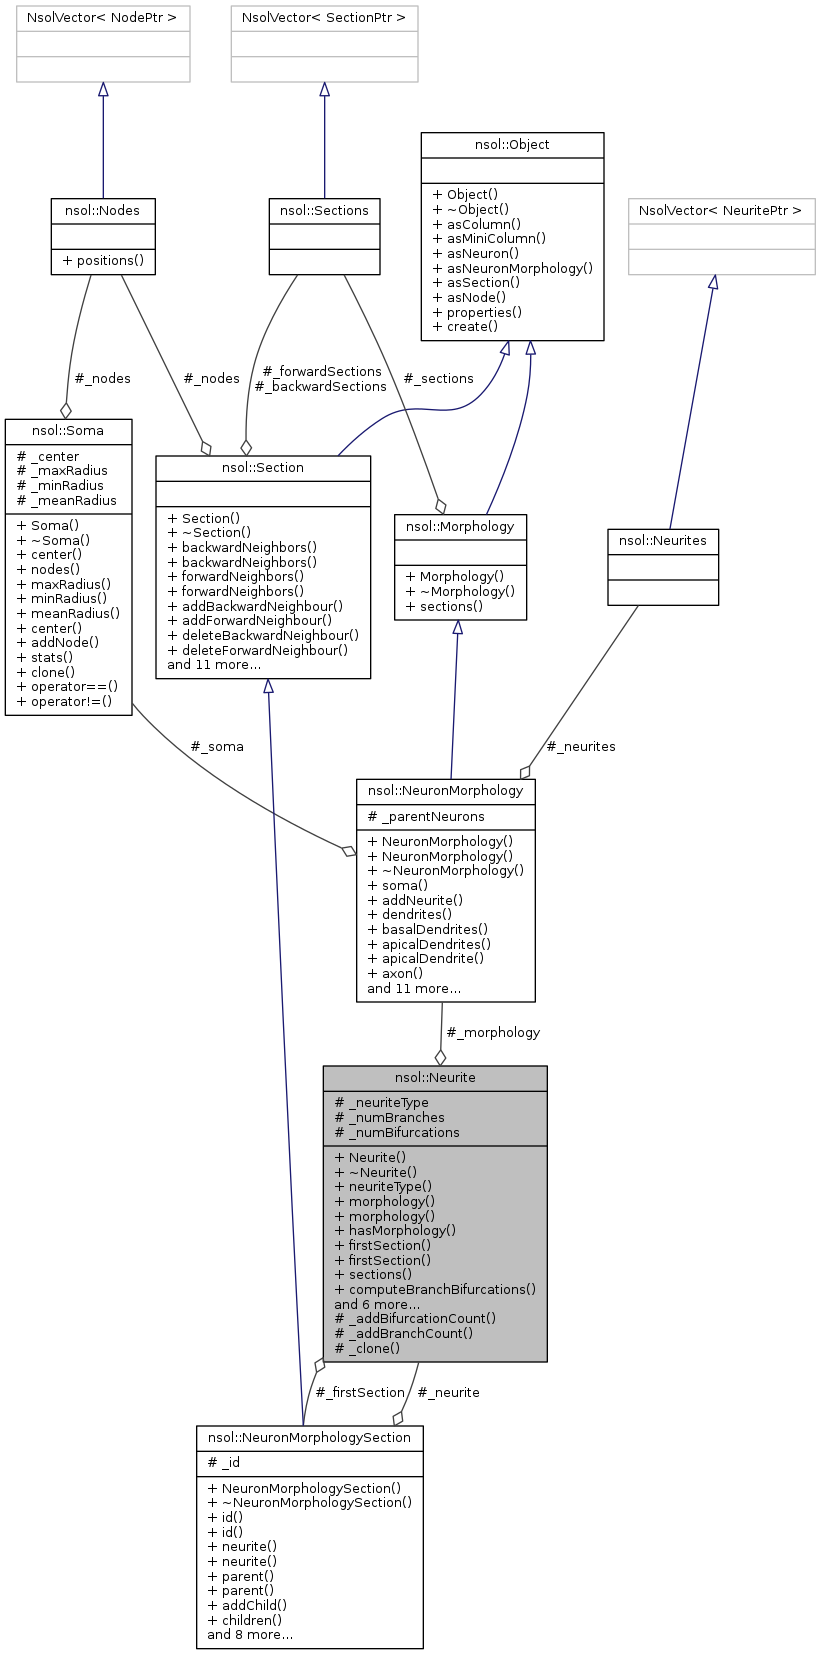 NsolVector< NodePtr >
NsolVector< SectionPtr >
nsol::Object
+ Object()
+ ~Object()
+ asColumn()
+ asMiniColumn()
+ asNeuron()
+ asNeuronMorphology()
+ asSection()
+ asNode()
+ properties()
+ create()
nsol::Nodes
+ positions()
nsol::Sections
NsolVector< NeuritePtr >
#_nodes
#_nodes
#_forwardSections
#_backwardSections
#_sections
nsol::Soma
# _center
# _maxRadius
# _minRadius
# _meanRadius
+ Soma()
+ ~Soma()
+ center()
+ nodes()
+ maxRadius()
+ minRadius()
+ meanRadius()
+ center()
+ addNode()
+ stats()
+ clone()
+ operator==()
+ operator!=()
nsol::Section
+ Section()
+ ~Section()
+ backwardNeighbors()
+ backwardNeighbors()
+ forwardNeighbors()
+ forwardNeighbors()
+ addBackwardNeighbour()
+ addForwardNeighbour()
+ deleteBackwardNeighbour()
+ deleteForwardNeighbour()
and 11 more...
nsol::Morphology
+ Morphology()
+ ~Morphology()
+ sections()
nsol::Neurites
#_soma
#_neurites
nsol::NeuronMorphology
# _parentNeurons
+ NeuronMorphology()
+ NeuronMorphology()
+ ~NeuronMorphology()
+ soma()
+ addNeurite()
+ dendrites()
+ basalDendrites()
+ apicalDendrites()
+ apicalDendrite()
+ axon()
and 11 more...
#_morphology
nsol::Neurite
# _neuriteType
# _numBranches
# _numBifurcations
+ Neurite()
+ ~Neurite()
+ neuriteType()
+ morphology()
+ morphology()
+ hasMorphology()
+ firstSection()
+ firstSection()
+ sections()
+ computeBranchBifurcations()
and 6 more...
# _addBifurcationCount()
# _addBranchCount()
# _clone()
#_firstSection
#_neurite
nsol::NeuronMorphologySection
# _id
+ NeuronMorphologySection()
+ ~NeuronMorphologySection()
+ id()
+ id()
+ neurite()
+ neurite()
+ parent()
+ parent()
+ addChild()
+ children()
and 8 more...